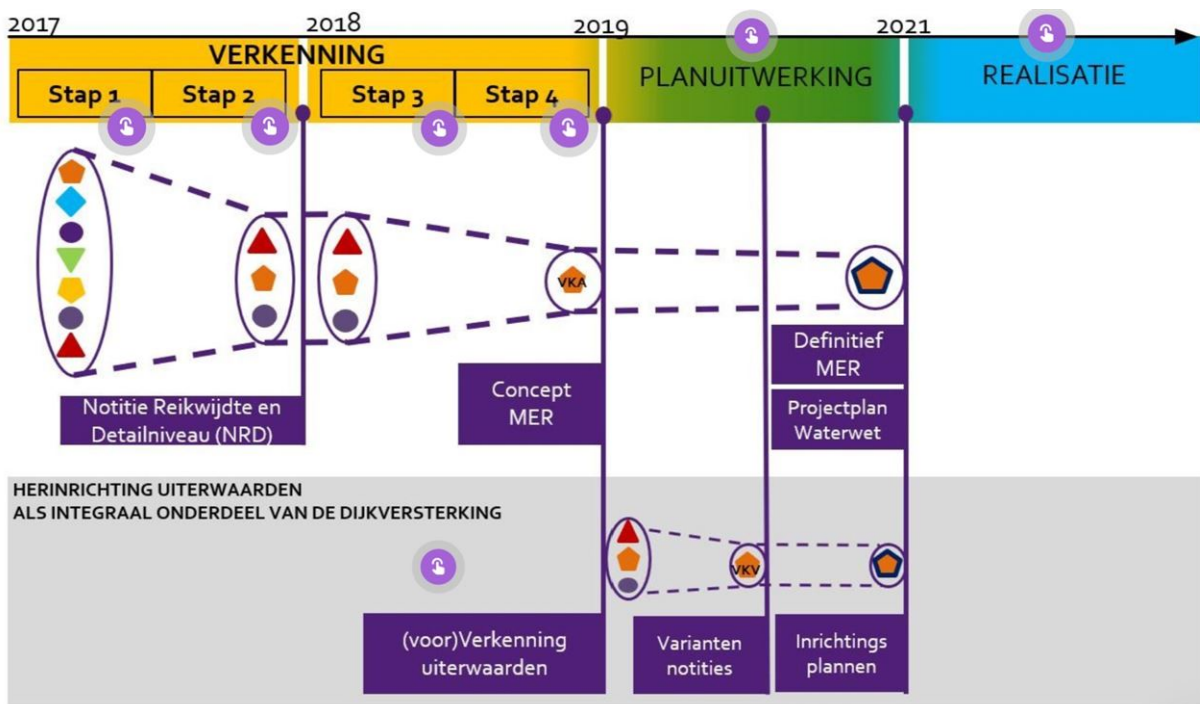 2017
2018
2019
2021
VERKENNING
PLANUITWERKING
REALISATIE
Stap 1
Stap 2
Stap 3
Stap 4
VKA
Notitie Reikwijdte en
Detailniveau (NRD)
Concept
MER
Definitief
MER
Projectplan
Waterwet
HERINRICHTING UITERWAARDEN
ALS INTEGRAAL ONDERDEEL VAN DE DIJKVERSTERKING
VKV
(voor)Verkenning
uiterwaarden
Varianten
notities
Inrichtings
plannen